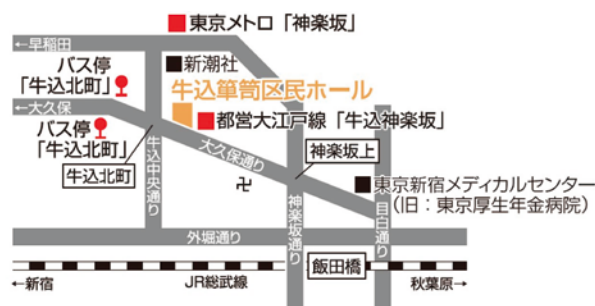 東京メトロ「神楽坂」
←早稲田
バス停
「牛込北町」
新潮社
牛込簞笥区民ホール
←大久保
都営大江戸線「牛込神楽坂」
バス停
「牛込北町」
大久保通り
神楽坂上
牛込北町
牛込中央通り
卍
東京新宿メディカルセンター
（旧：東京厚生年金病院）
神楽坂通り
目白通り
外堀通り
飯田橋
←新宿
JR総武線
秋葉原→